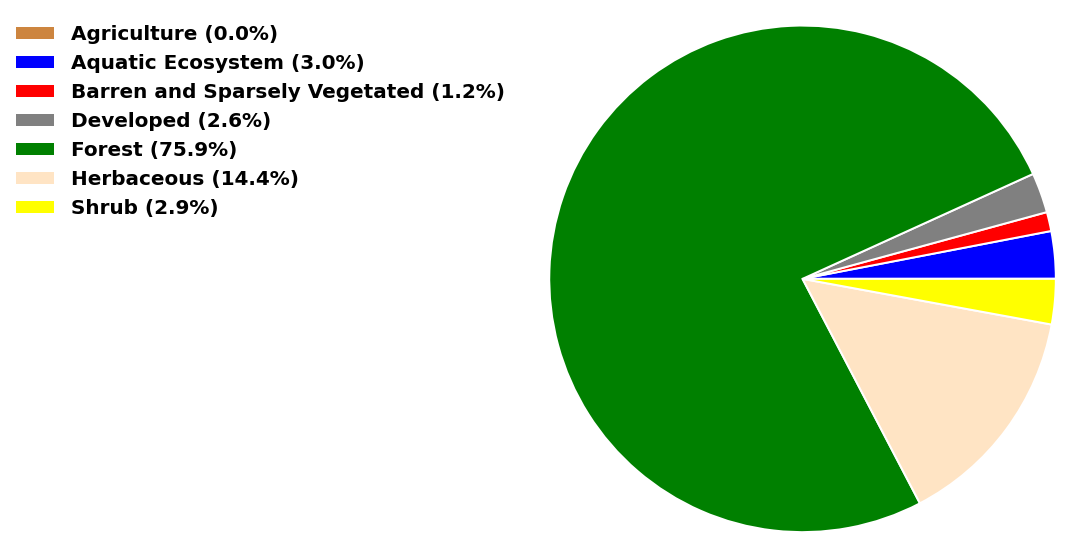 Agriculture (0.0%)
Aquatic Ecosystem (3.0%)
Barren and Sparsely Vegetated (1.2%)
Developed (2.6%)
Forest (75.9%)
Herbaceous (14.4%)
Shrub (2.9%)